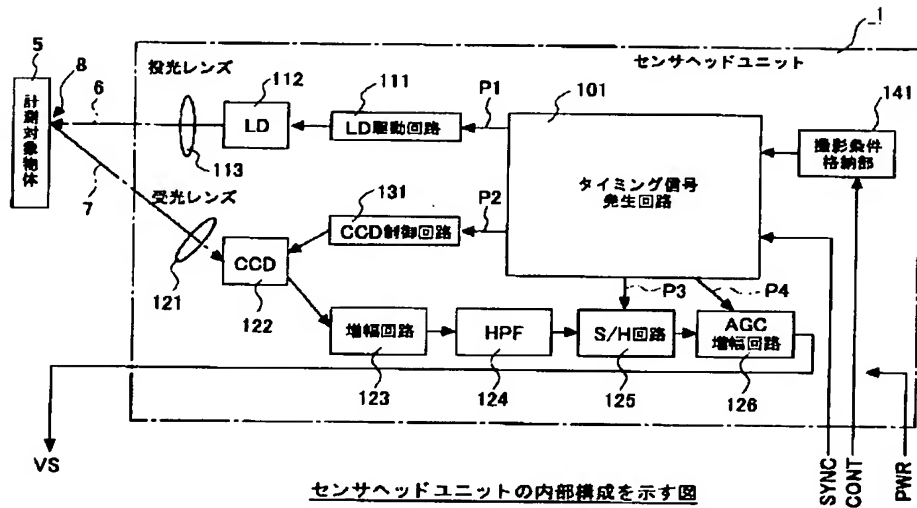 1
センサヘッドユニット
5
8
6
計測対象物体
7
投光レンズ
112
LD
113
111
LD駆動回路
P1
101
タイミング信号
発生回路
141
撮影条件
格納部
受光レンズ
121
CCD
122
131
CCD制御回路
P2
P3
P4
増幅回路
123
HPF
124
S/H回路
125
AGC
増幅回路
126
VS
SYNC
CONT
PWR
センサヘッドユニットの内部構成を示す図